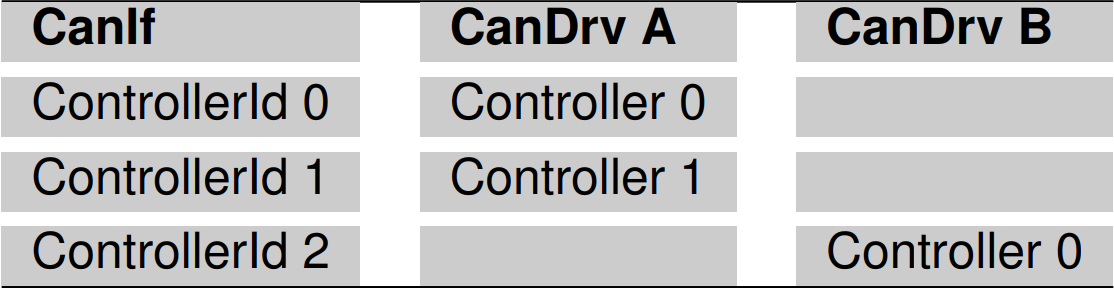 CanIf CanDrv A CanDrv B
ControllerId 0 Controller 0
ControllerId 1 Controller 1
ControllerId 2 Controller 0